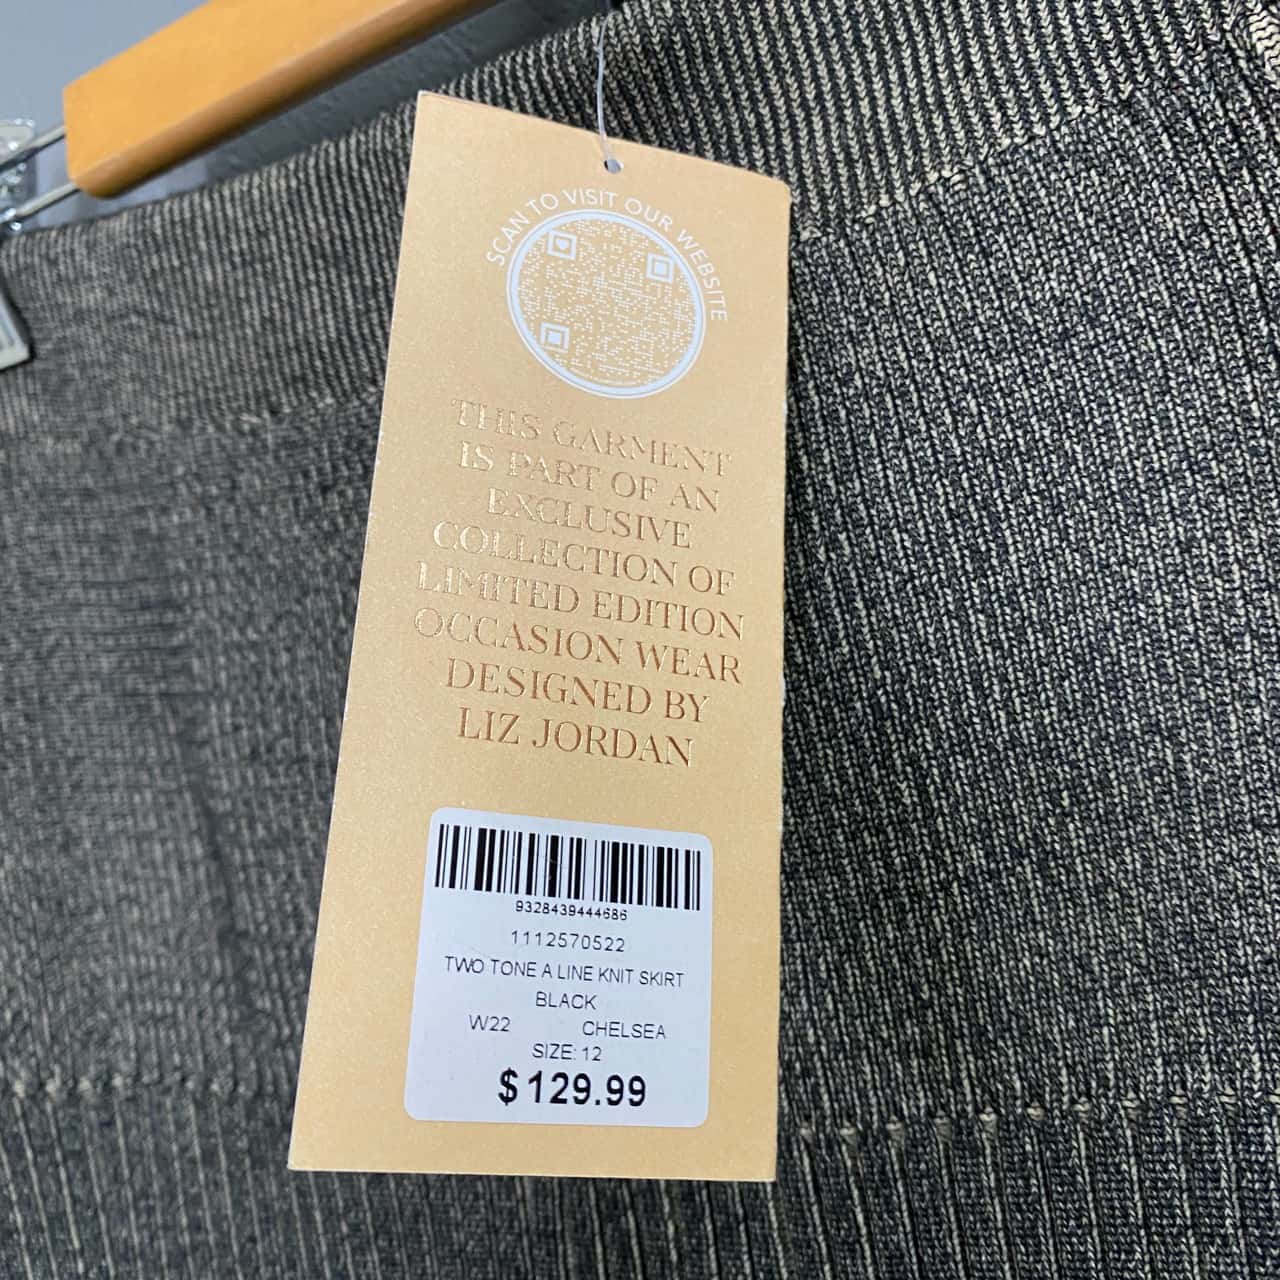 SCAN TO VISIT OUR WEBSITE
THIS GARMENT
IS PART OF AN
EXCLUSIVE
COLLECTION OF
LIMITED EDITION
OCCASION WEAR
DESIGNED BY
LIZ JORDAN
9328439444686
1112570522
TWO TONE A LINE KNIT SKIRT
BLACK
W22 CHELSEA
SIZE: 12
$129.99